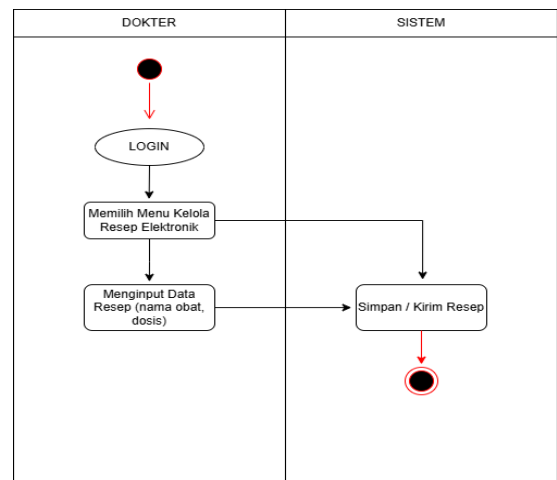 DOKTER
SISTEM
LOGIN
Memilih Menu Kelola
Resep Elektronik
Menginput Data
Resep (nama obat,
dosis)
Simpan / Kirim Resep